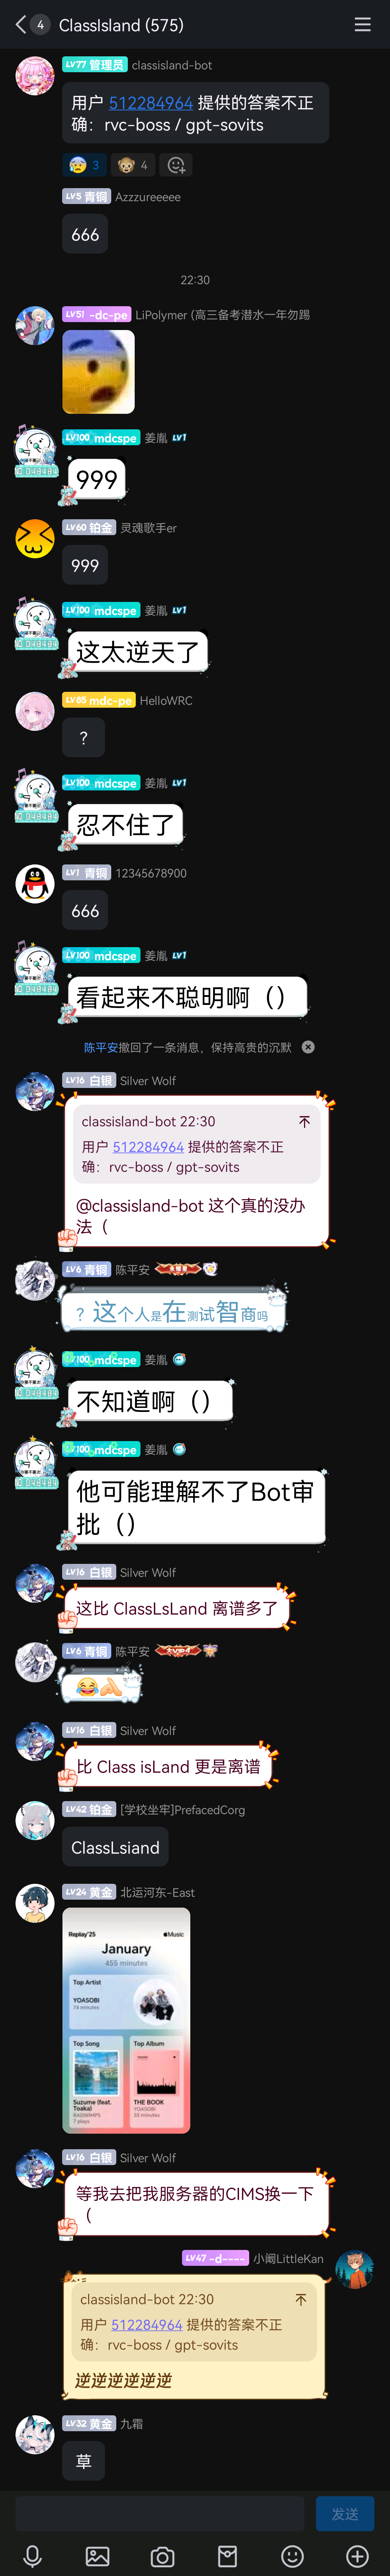 4
ClassIsland (575)
LV77 管理员 classisland-bot
用户 512284964 提供的答案不正
确：rvc-boss / gpt-sovits
3
4
LV5 青铜 Azzzureeeee
666
22:30
LV51 -dc-pe LiPolymer (高三备考潜水一年勿踢
LV100 mdcspe 姜胤 LV1
999
LV60 铂金 灵魂歌手er
999
LV100 mdcspe 姜胤 LV1
这太逆天了
LV85 mdc-pe HelloWRC
？
LV100 mdcspe 姜胤 LV1
忍不住了
LV1 青铜 12345678900
666
LV100 mdcspe 姜胤 LV1
看起来不聪明啊（）
陈平安撤回了一条消息，保持高贵的沉默
LV16 白银 Silver Wolf
classisland-bot 22:30
用户 512284964 提供的答案不正
确：rvc-boss / gpt-sovits
@classisland-bot 这个真的没办
法（
LV6 青铜 陈平安
？这个人是在测试智商吗
LV100 mdcspe 姜胤
不知道啊（）
LV100 mdcspe 姜胤
他可能理解不了Bot审
批（）
LV16 白银 Silver Wolf
这比 ClassLsLand 离谱多了
LV6 青铜 陈平安
LV16 白银 Silver Wolf
比 Class isLand 更是离谱
LV42 铂金 [学校坐牢]PrefacedCorg
ClassLsiand
LV24 黄金 北运河东-East
Replay'25
Music
January
455 minutes
Top Artist
YOASOBI
74 minutes
Top Song
Top Album
Suzume (feat.
Toaka)
RADWIMPS
7 plays
THE BOOK
YOASOBI
33 minutes
LV16 白银 Silver Wolf
等我去把我服务器的CIMS换一下
（
LV47 -d---- 小阚LittleKan
classisland-bot 22:30
用户 512284964 提供的答案不正
确：rvc-boss / gpt-sovits
逆逆逆逆逆逆
LV32 黄金 九霜
草
发送